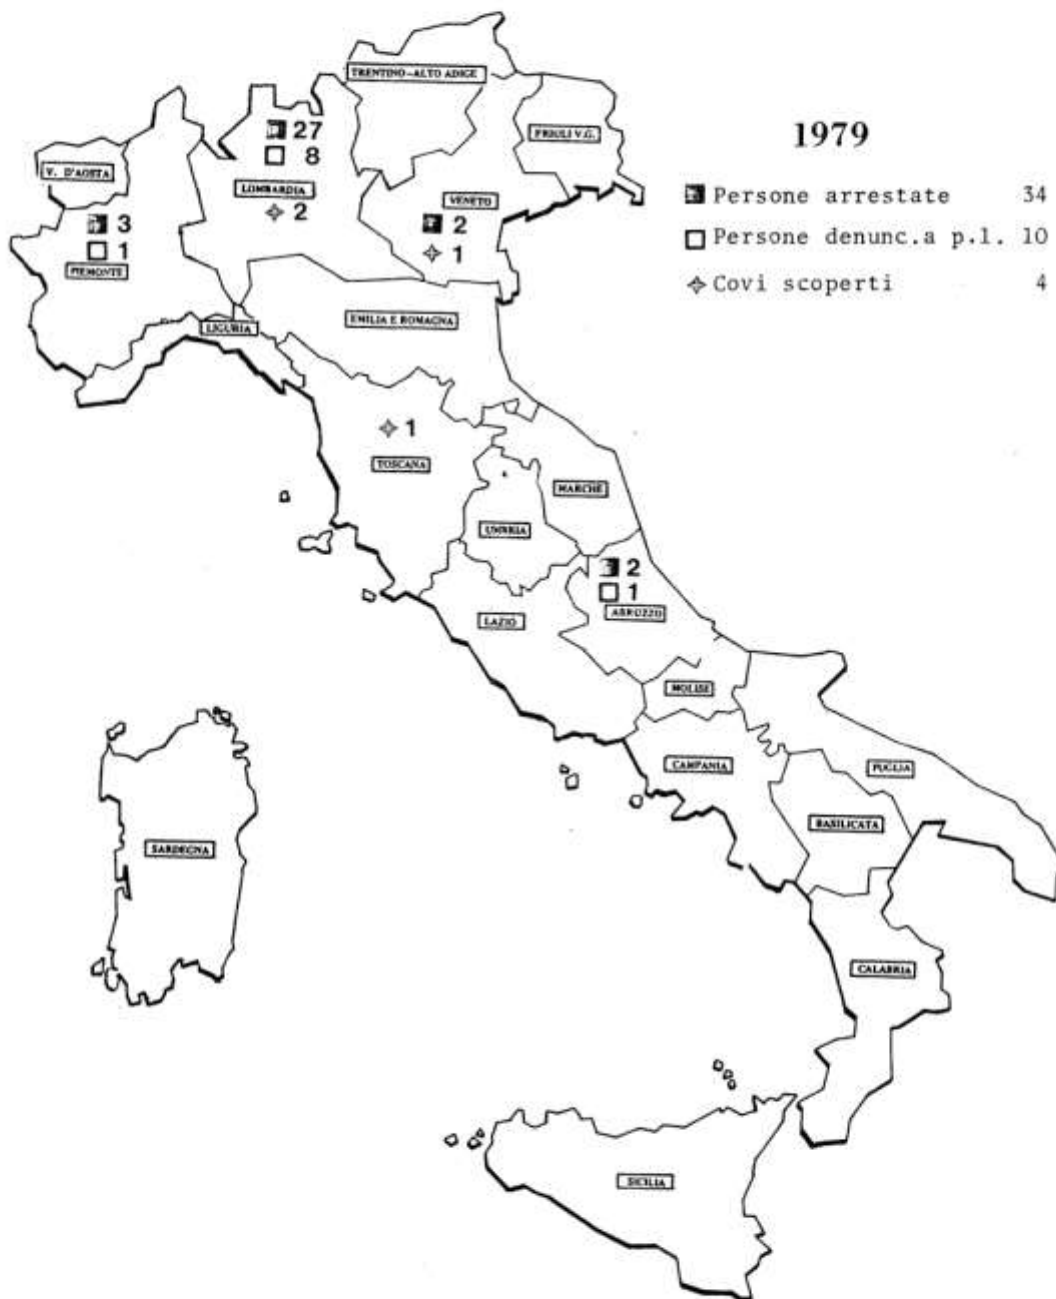 TRENTINO-ALTO ADIGE
27
8
LOMBARDIA
2
FRIULI V.G.
1979
V. D'AOSTA
3
1
PIEMONTE
VENETO
2
1
Persone arrestate 34
Persone denunc.a p.l. 10
Covi scoperti 4
LIGURIA
EMILIA E ROMAGNA
1
TOSCANA
MARCHE
UMBRIA
2
1
ABRUZZO
LAZIO
MOLISE
CAMPANIA
PUGLIA
BASILICATA
SARDEGNA
CALABRIA
SICILIA